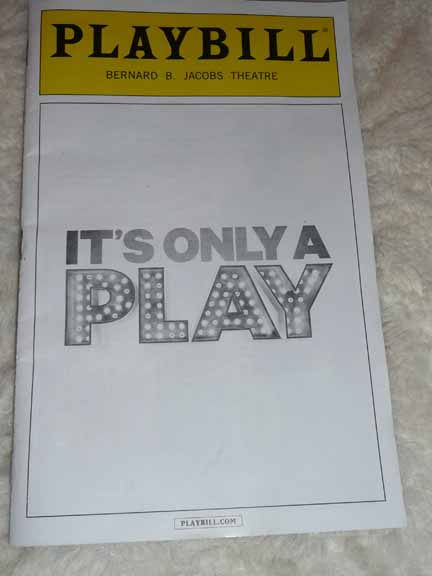 PLAYBILL®
BERNARD B. JACOBS THEATRE
IT'S ONLY A
PLAY
PLAYBILL.COM